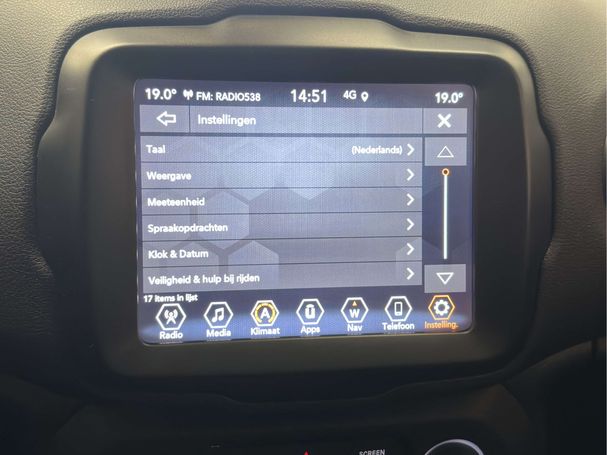 19.0° FM: RADIO538 14:51 4G 19.0°
Instellingen
Taal (Nederlands)
Weergave
Meeteenheid
Spraakopdrachten
Klok & Datum
Veiligheid & hulp bij rijden
17 items in lijst
A W
Radio Media Klimaat Apps Nav Telefoon Instelling.
SCREEN